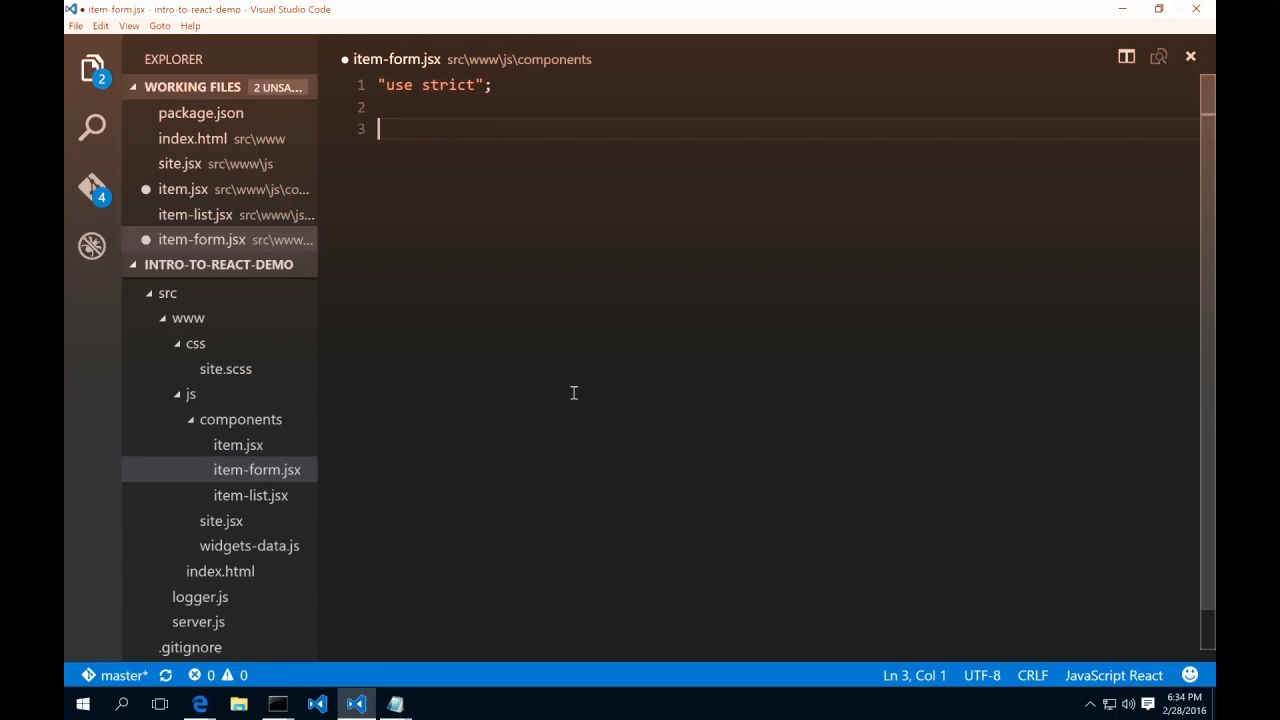 ● item-form.jsx - intro-to-react-demo - Visual Studio Code
File Edit View Goto Help
2
4
EXPLORER
WORKING FILES 2 UNSA...
package.json
index.html src\www
site.jsx src\www\js
● item.jsx src\www\js\co...
item-list.jsx src\www\js...
● item-form.jsx src\www...
INTRO-TO-REACT-DEMO
src
www
css
site.scss
js
components
item.jsx
item-form.jsx
item-list.jsx
site.jsx
widgets-data.js
index.html
logger.js
server.js
.gitignore
● item-form.jsx src\www\js\components
1 "use strict";
2
3
master* 0 0 Ln 3, Col 1 UTF-8 CRLF JavaScript React
6:34 PM
2/28/2016